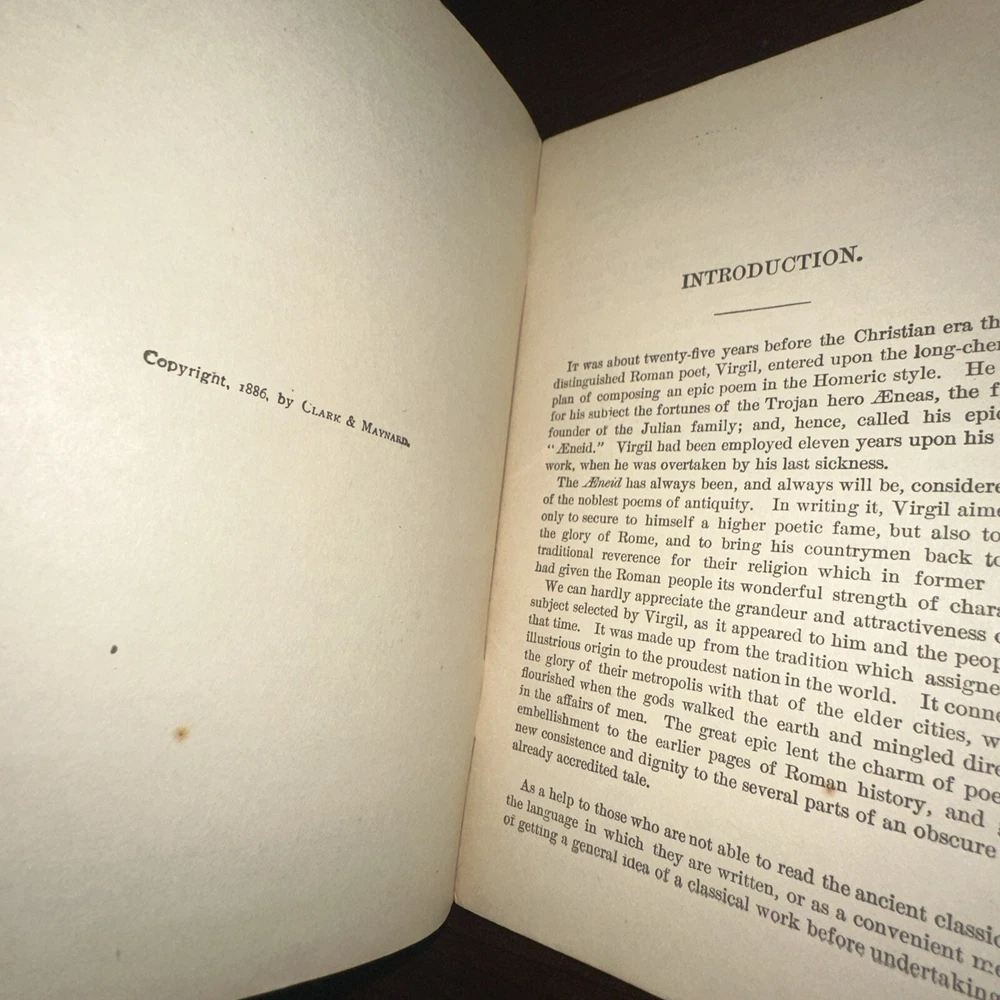 Copyright, 1886, by CLARK & MAYNARD.
INTRODUCTION.
IT was about twenty-five years before the Christian era th
distinguished Roman poet, Virgil, entered upon the long-cher
plan of composing an epic poem in the Homeric style. He
for his subject the fortunes of the Trojan hero Æneas, the f
founder of the Julian family; and, hence, called his epic
“Æneid.” Virgil had been employed eleven years upon his
work, when he was overtaken by his last sickness.
The Æneid has always been, and always will be, considere
of the noblest poems of antiquity. In writing it, Virgil aime
only to secure to himself a higher poetic fame, but also to
the glory of Rome, and to bring his countrymen back to
traditional reverence for their religion which in former
had given the Roman people its wonderful strength of chara
We can hardly appreciate the grandeur and attractiveness o
subject selected by Virgil, as it appeared to him and the peop
that time. It was made up from the tradition which assigne
illustrious origin to the proudest nation in the world. It conne
the glory of their metropolis with that of the elder cities, w
flourished when the gods walked the earth and mingled dire
in the affairs of men. The great epic lent the charm of poe
embellishment to the earlier pages of Roman history, and
new consistence and dignity to the several parts of an obscure
already accredited tale.
As a help to those who are not able to read the ancient classic
the language in which they are written, or as a convenient me
of getting a general idea of a classical work before undertaking